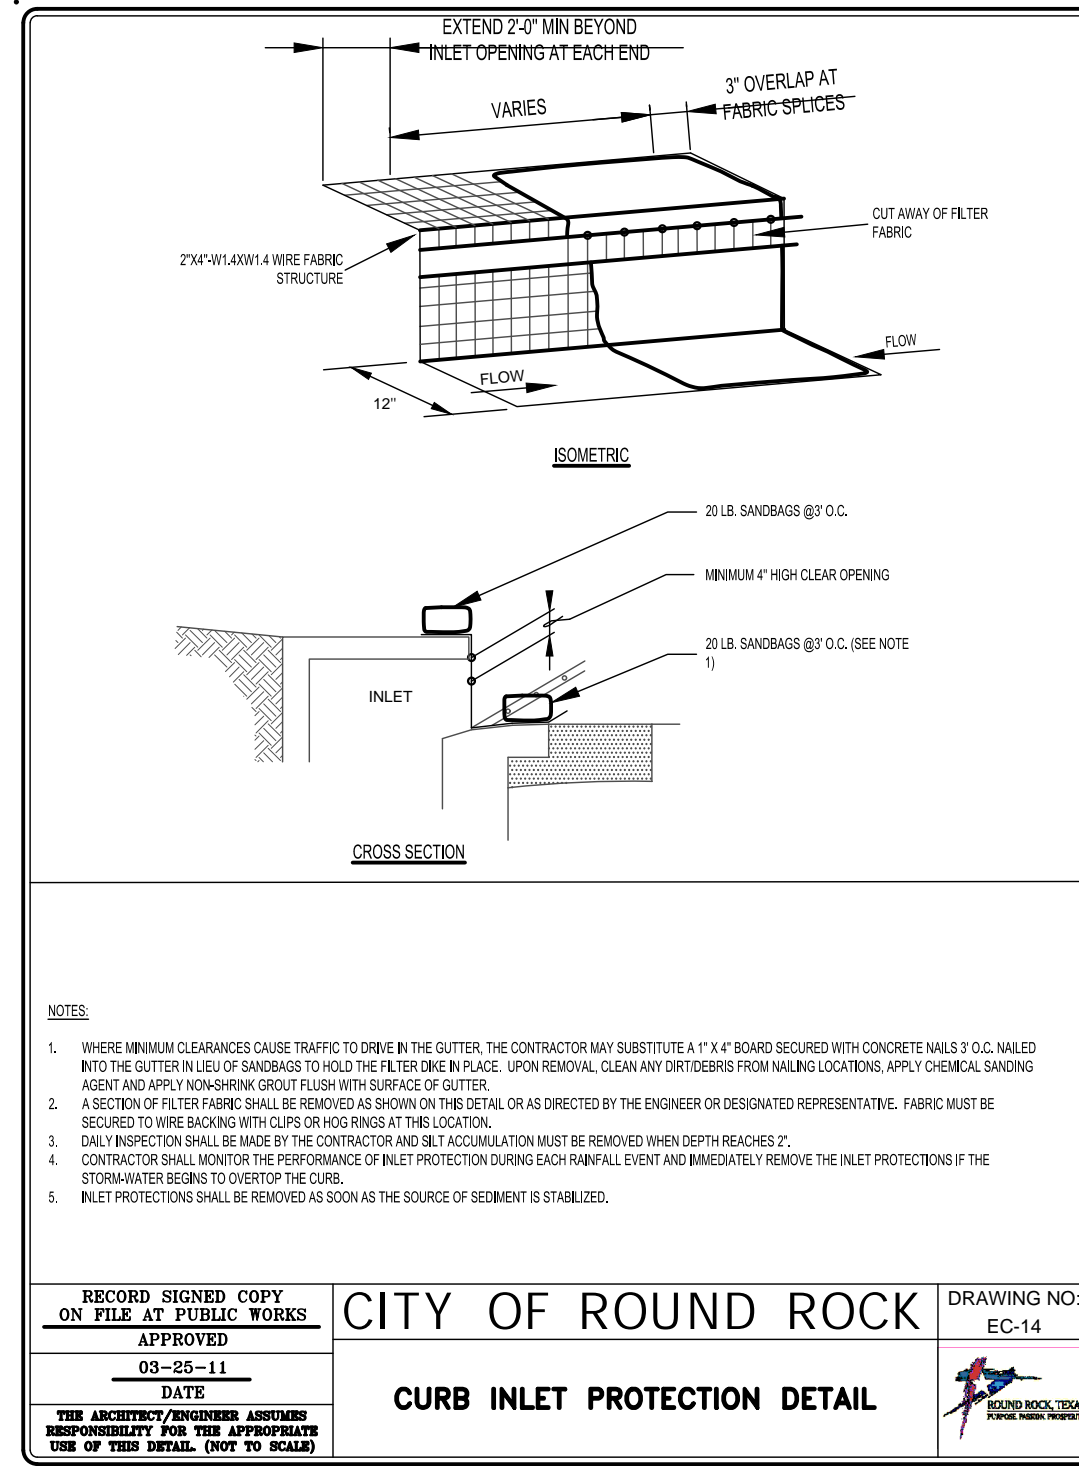 EXTEND 2'-0" MIN BEYOND
INLET OPENING AT EACH END
3" OVERLAP AT
FABRIC SPLICES
VARIES
CUT AWAY OF FILTER
FABRIC
2"X4"-W1.4XW1.4 WIRE FABRIC
STRUCTURE
FLOW
FLOW
12"
ISOMETRIC
20 LB. SANDBAGS @3' O.C.
MINIMUM 4" HIGH CLEAR OPENING
20 LB. SANDBAGS @3' O.C. (SEE NOTE
1)
INLET
CROSS SECTION
NOTES:
1. WHERE MINIMUM CLEARANCES CAUSE TRAFFIC TO DRIVE IN THE GUTTER, THE CONTRACTOR MAY SUBSTITUTE A 1" X 4" BOARD SECURED WITH CONCRETE NAILS 3' O.C. NAILED
INTO THE GUTTER IN LIEU OF SANDBAGS TO HOLD THE FILTER DIKE IN PLACE. UPON REMOVAL, CLEAN ANY DIRT/DEBRIS FROM NAILING LOCATIONS, APPLY CHEMICAL SANDING
AGENT AND APPLY NON-SHRINK GROUT FLUSH WITH SURFACE OF GUTTER.
2. A SECTION OF FILTER FABRIC SHALL BE REMOVED AS SHOWN ON THIS DETAIL OR AS DIRECTED BY THE ENGINEER OR DESIGNATED REPRESENTATIVE. FABRIC MUST BE
SECURED TO WIRE BACKING WITH CLIPS OR HOG RINGS AT THIS LOCATION.
3. DAILY INSPECTION SHALL BE MADE BY THE CONTRACTOR AND SILT ACCUMULATION MUST BE REMOVED WHEN DEPTH REACHES 2".
4. CONTRACTOR SHALL MONITOR THE PERFORMANCE OF INLET PROTECTION DURING EACH RAINFALL EVENT AND IMMEDIATELY REMOVE THE INLET PROTECTIONS IF THE
STORM-WATER BEGINS TO OVERTOP THE CURB.
5. INLET PROTECTIONS SHALL BE REMOVED AS SOON AS THE SOURCE OF SEDIMENT IS STABILIZED.
RECORD SIGNED COPY
ON FILE AT PUBLIC WORKS
APPROVED
03-25-11
DATE
THE ARCHITECT/ENGINEER ASSUMES
RESPONSIBILITY FOR THE APPROPRIATE
USE OF THIS DETAIL. (NOT TO SCALE)
CITY OF ROUND ROCK
CURB INLET PROTECTION DETAIL
DRAWING NO:
EC-14
ROUND ROCK, TEXA
PURPOSE. PASSION. PROSPERIT